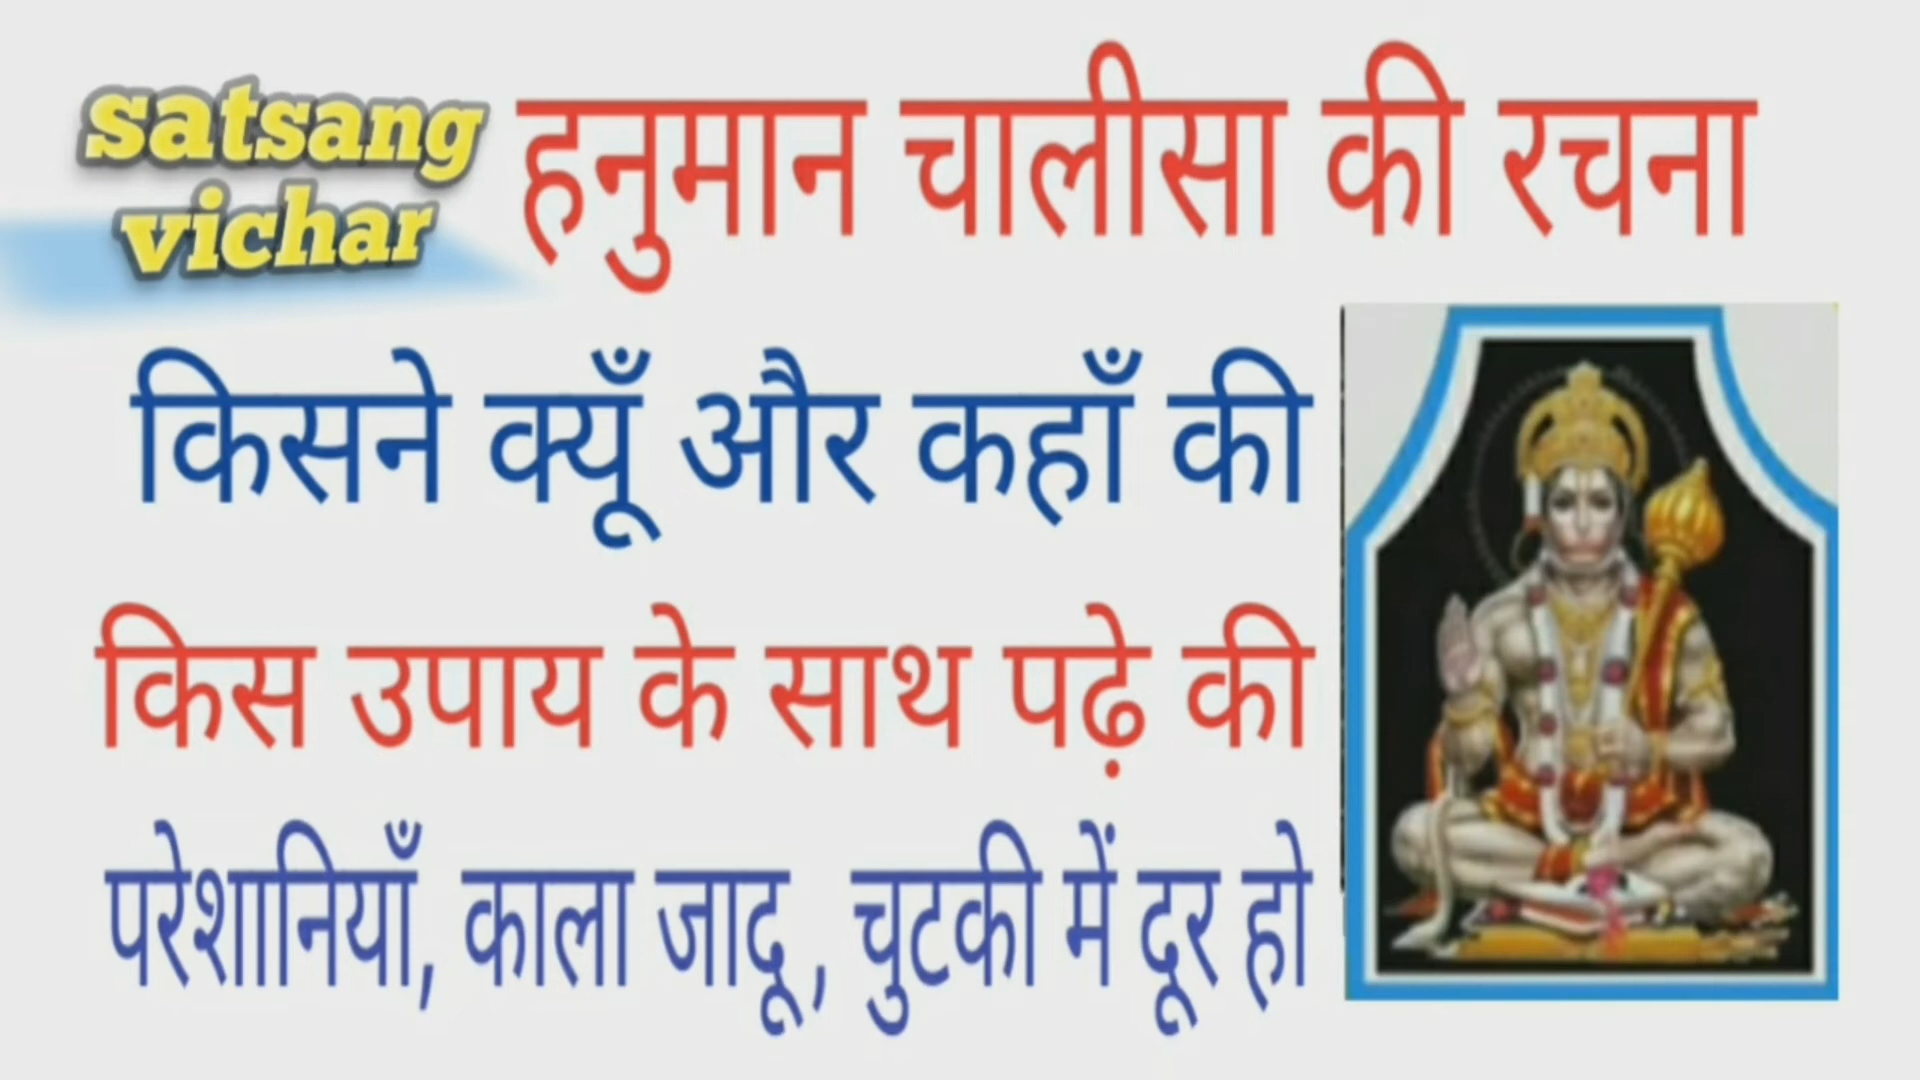 satsang
vichar
हनुमान चालीसा की रचना
किसने क्यूँ और कहाँ की
किस उपाय के साथ पढ़े की
परेशानियाँ, काला जादू , चुटकी में दूर हो